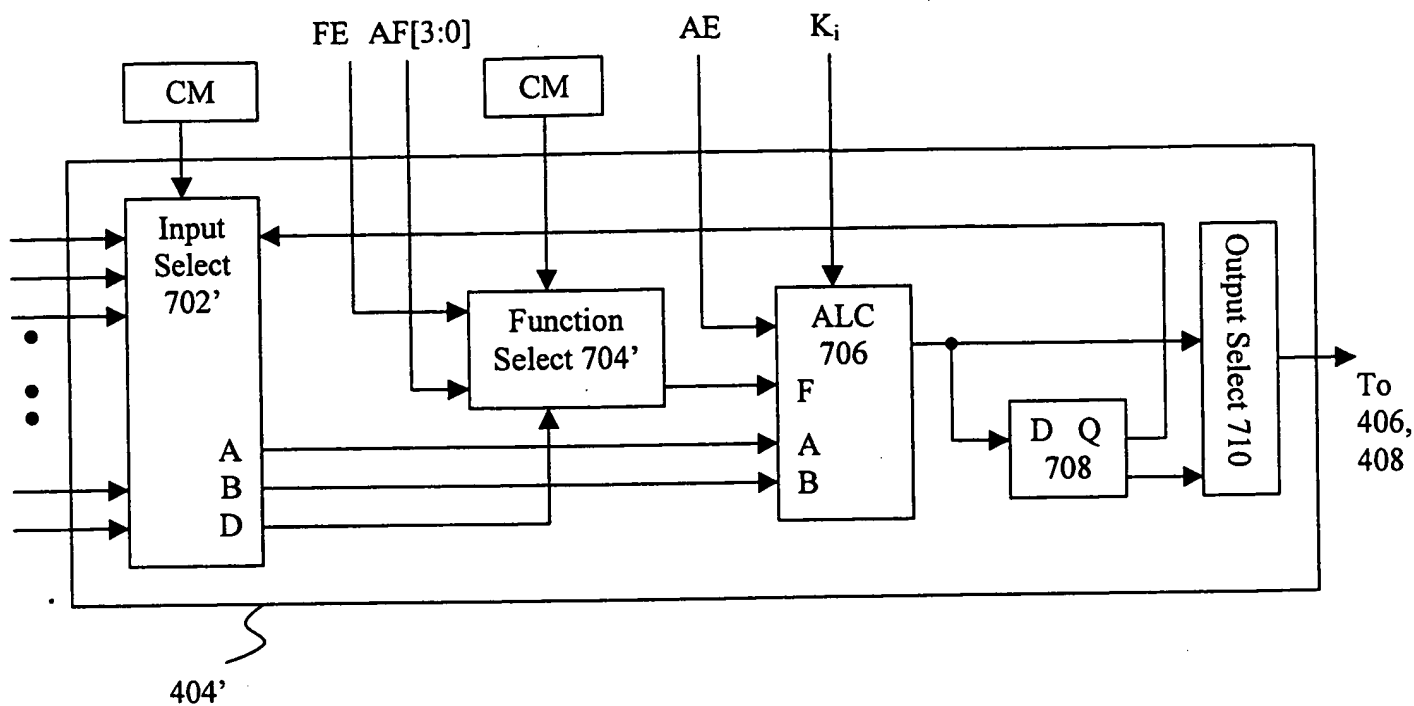 FE AF[3:0] AE Ki
CM CM
Input
Select
702’
Function
Select 704’
ALC
706
F
A
B
A
B
D
D Q
708
Output Select 710
To
406,
408
404’